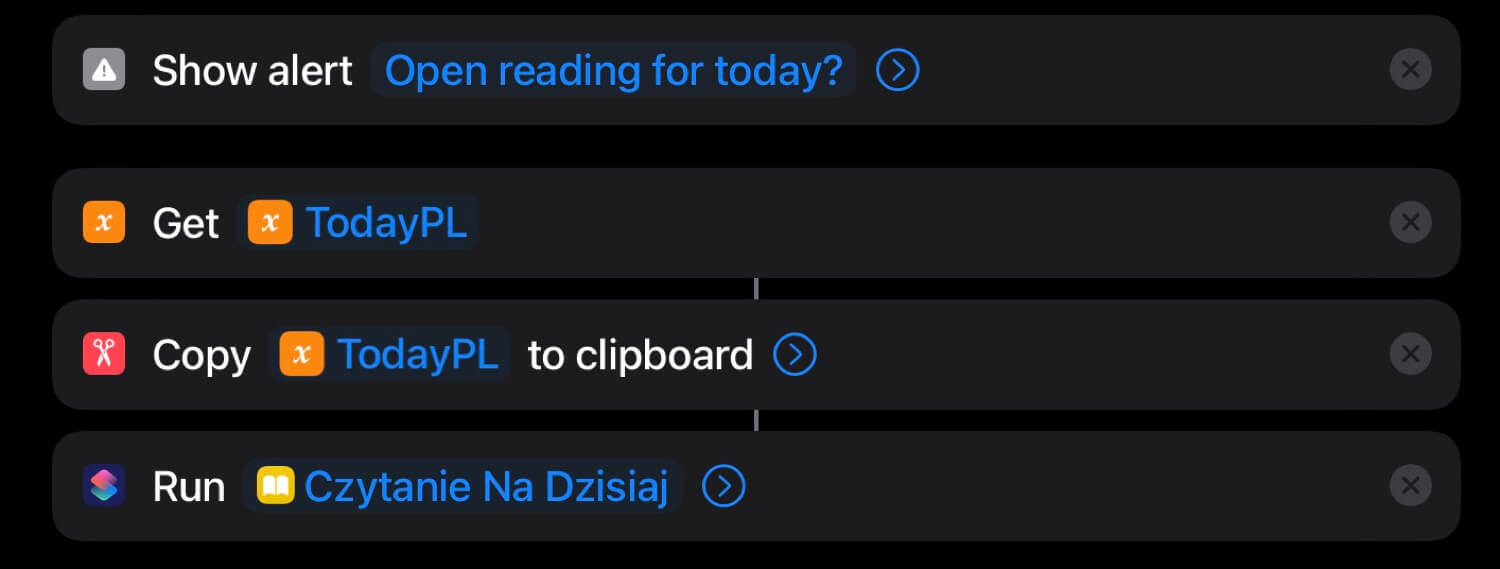 Show alert Open reading for today?
Get x TodayPL
Copy x TodayPL to clipboard
Run Czytanie Na Dzisiaj